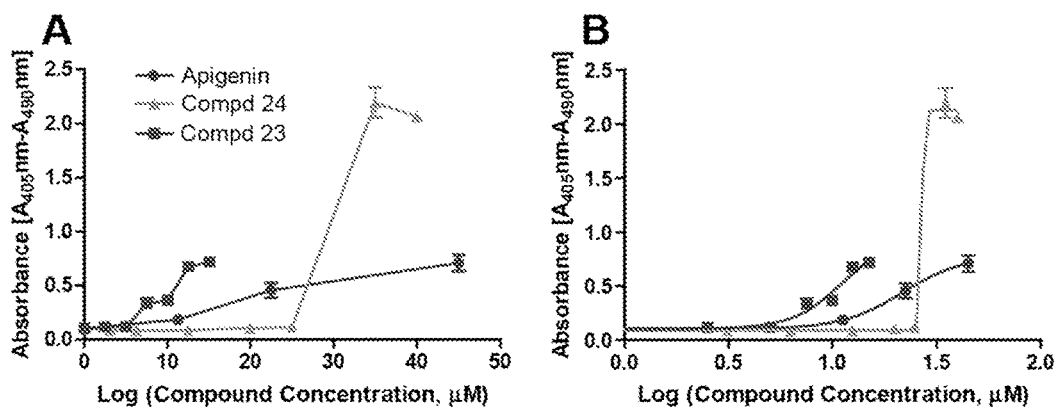 A
2.5
2.0
1.5
1.0
0.5
0.0
Absorbance [A405nm-A490nm]
Apigenin
Compd 24
Compd 23
0
10
20
30
40
50
Log (Compound Concentration, μM)
B
2.5
2.0
1.5
1.0
0.5
0.0
Absorbance [A405nm-A490nm]
0.0
0.5
1.0
1.5
2.0
Log (Compound Concentration, μM)